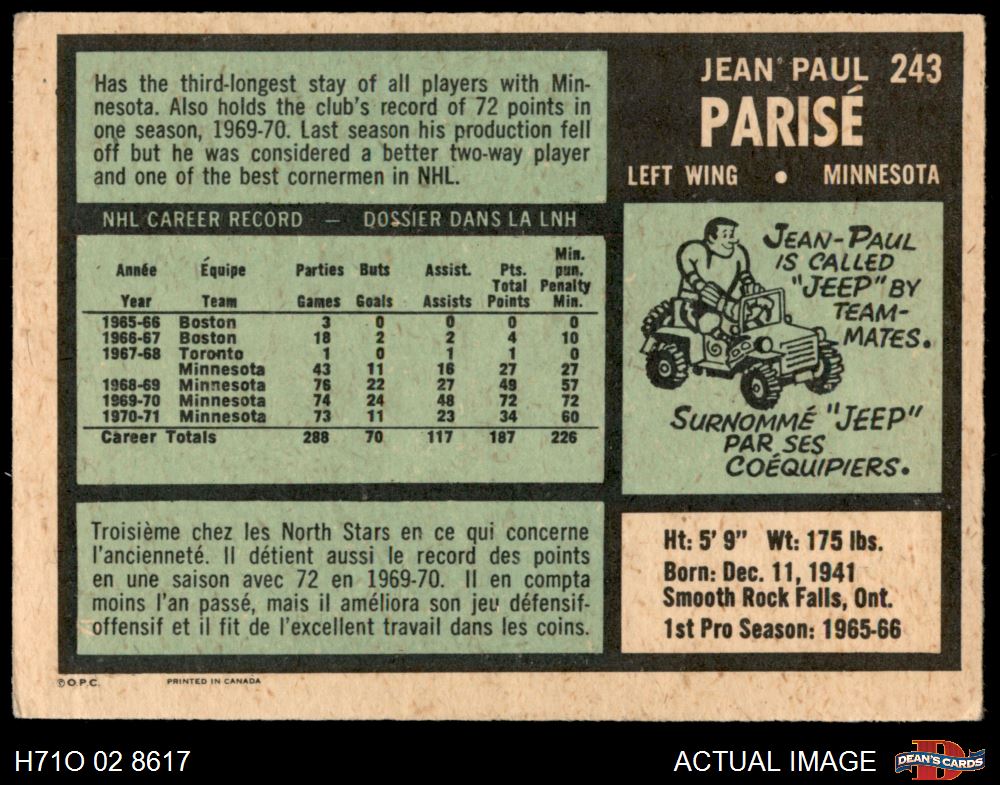 Has the third-longest stay of all players with Min-
nesota. Also holds the club's record of 72 points in
one season, 1969-70. Last season his production fell
off but he was considered a better two-way player
and one of the best cornermen in NHL.
JEAN PAUL 243
PARISÉ
LEFT WING • MINNESOTA
NHL CAREER RECORD — DOSSIER DANS LA LNH
Année Équipe Parties Buts Assist. Pts. Total Min. pun.
Year Team Games Goals Assists Points Penalty Min.
1965-66 Boston 3 0 0 0 0
1966-67 Boston 18 2 2 4 10
1967-68 Toronto 1 0 1 1 0
Minnesota 43 11 16 27 27
1968-69 Minnesota 76 22 27 49 57
1969-70 Minnesota 74 24 48 72 72
1970-71 Minnesota 73 11 23 34 60
Career Totals 288 70 117 187 226
JEAN-PAUL
IS CALLED
"JEEP" BY
TEAM-
MATES.
SURNOMMÉ "JEEP"
PAR SES
COÉQUIPIERS.
Troisième chez les North Stars en ce qui concerne
l'ancienneté. Il détient aussi le record des points
en une saison avec 72 en 1969-70. Il en compta
moins l'an passé, mais il améliora son jeu défensif-
offensif et il fit de l'excellent travail dans les coins.
Ht: 5' 9" Wt: 175 lbs.
Born: Dec. 11, 1941
Smooth Rock Falls, Ont.
1st Pro Season: 1965-66
©O.P.C. PRINTED IN CANADA
H71O 02 8617
ACTUAL IMAGE
D
DEAN'S CARDS